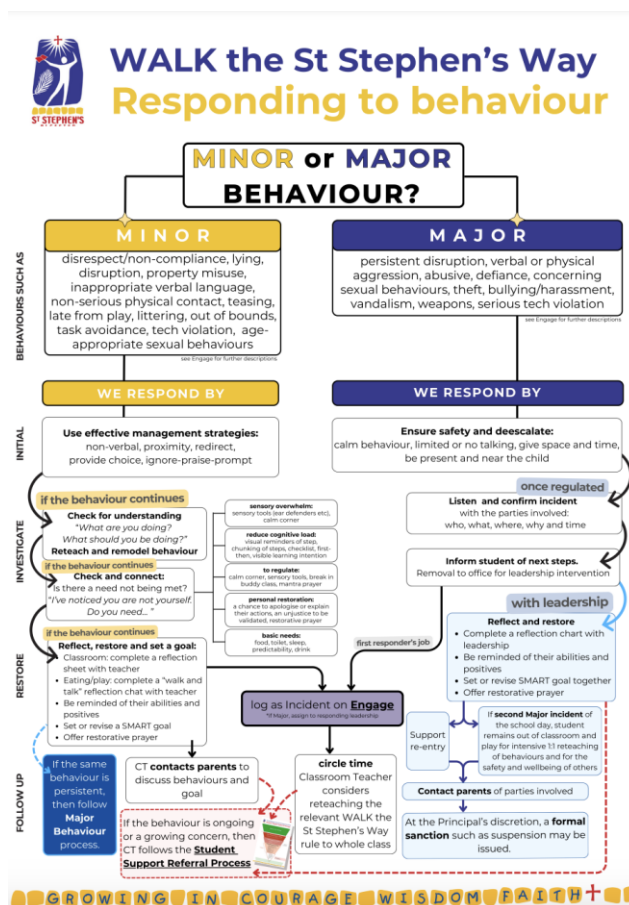 ST STEPHEN'S
WALK the St Stephen's Way
Responding to behaviour
MINOR or MAJOR
BEHAVIOUR?
BEHAVIOURS SUCH AS
MINOR
disrespect/non-compliance, lying,
disruption, property misuse,
inappropriate verbal language,
non-serious physical contact, teasing,
late from play, littering, out of bounds,
task avoidance, tech violation, age-
appropriate sexual behaviours
see Engage for further descriptions
MAJOR
persistent disruption, verbal or physical
aggression, abusive, defiance, concerning
sexual behaviours, theft, bullying/harassment,
vandalism, weapons, serious tech violation
see Engage for further descriptions
WE RESPOND BY
WE RESPOND BY
INITIAL
Use effective management strategies:
non-verbal, proximity, redirect,
provide choice, ignore-praise-prompt
Ensure safety and deescalate:
calm behaviour, limited or no talking, give space and time,
be present and near the child
INVESTIGATE
if the behaviour continues
Check for understanding
"What are you doing?
What should you be doing?"
Reteach and remodel behaviour
if the behaviour continues
Check and connect:
Is there a need not being met?
"I've noticed you are not yourself.
Do you need... "
sensory overwhelm:
sensory tools (ear defenders etc),
calm corner
reduce cognitive load:
visual reminders of step,
chunking of steps, checklist, first-
then, visible learning intention
to regulate:
calm corner, sensory tools, break in
buddy class, mantra prayer
personal restoration:
a chance to apologise or explain
their actions, an unjustice to be
validated, restorative prayer
basic needs:
food, toilet, sleep,
predictability, drink
once regulated
Listen and confirm incident
with the parties involved:
who, what, where, why and time
Inform student of next steps.
Removal to office for leadership intervention
RESTORE
if the behaviour continues
Reflect, restore and set a goal:
• Classroom: complete a reflection
sheet with teacher
• Eating/play: complete a "walk and
talk" reflection chat with teacher
• Be reminded of their abilities and
positives
• Set or revise a SMART goal
• Offer restorative prayer
first responder's job
with leadership
Reflect and restore
• Complete a reflection chart with
leadership
• Be reminded of their abilities and
positives
• Set or revise SMART goal together
• Offer restorative prayer
log as Incident on Engage
*If Major, assign to responding leadership
Support
re-entry
If second Major incident of
the school day, student
remains out of classroom and
play for intensive 1:1 reteaching
of behaviours and for the
safety and wellbeing of others
FOLLOW UP
If the same
behaviour is
persistent,
then follow
Major
Behaviour
process.
CT contacts parents to
discuss behaviours and
goal
If the behaviour is ongoing
or a growing concern, then
CT follows the Student
Support Referral Process
circle time
Classroom Teacher
considers
reteaching the
relevant WALK the
St Stephen's Way
rule to whole class
Contact parents of parties involved
At the Principal's discretion, a formal
sanction such as suspension may be
issued.
GROWING IN COURAGE WISDOM FAITH